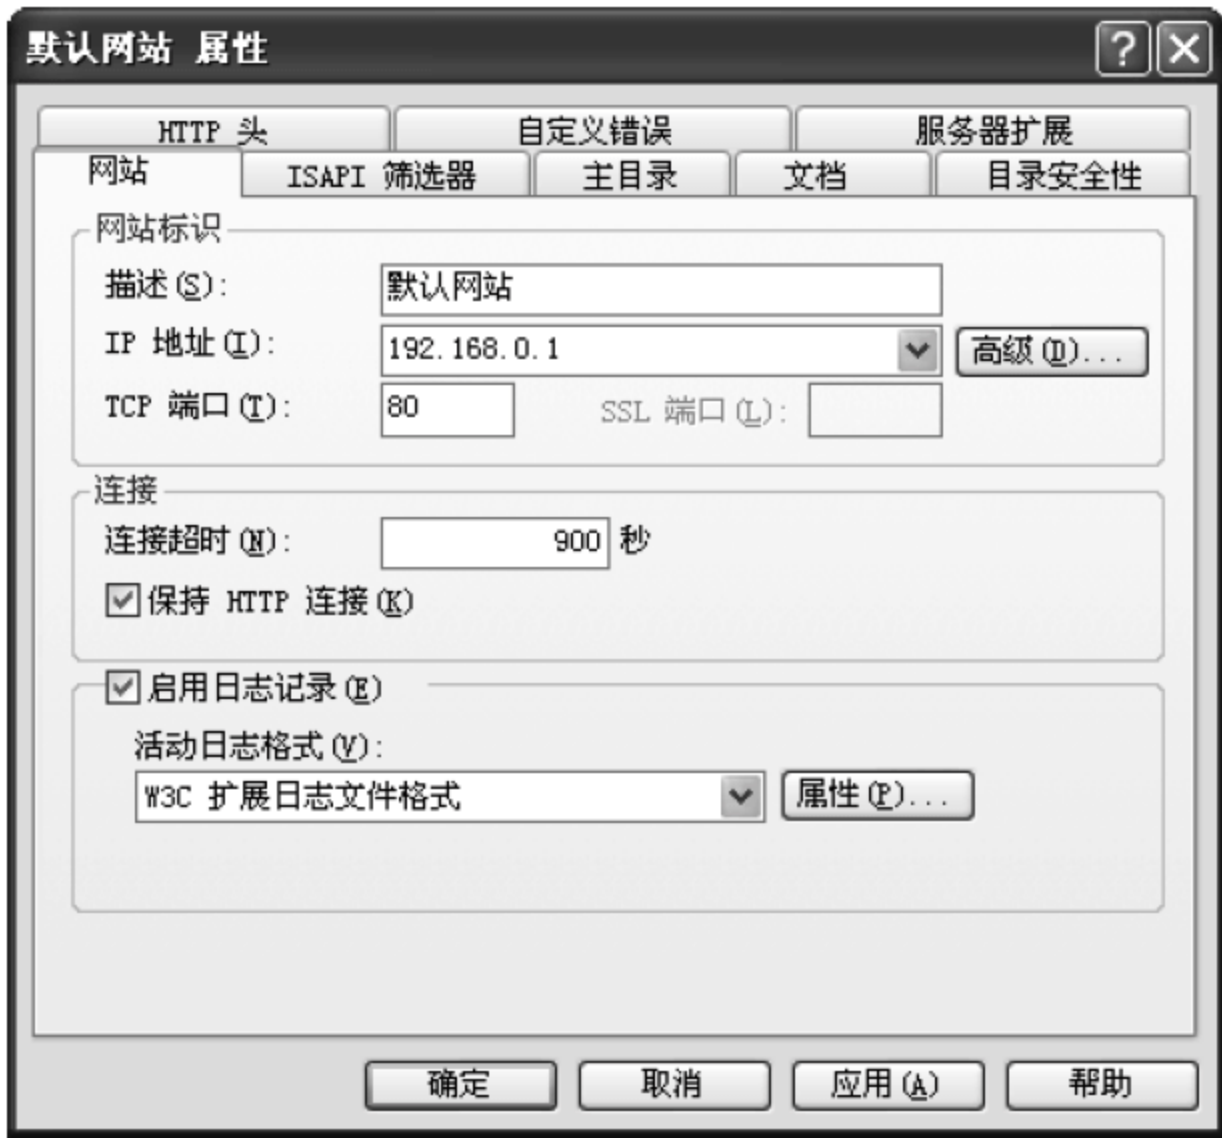 默认网站 属性
HTTP 头 自定义错误 服务器扩展
网站 ISAPI 筛选器 主目录 文档 目录安全性
网站标识
描述(S): 默认网站
IP 地址(I): 192.168.0.1 高级(D)...
TCP 端口(T): 80 SSL 端口(L):
连接
连接超时(N): 900 秒
保持 HTTP 连接(K)
启用日志记录(E)
活动日志格式(V):
W3C 扩展日志文件格式 属性(P)...
确定 取消 应用(A) 帮助